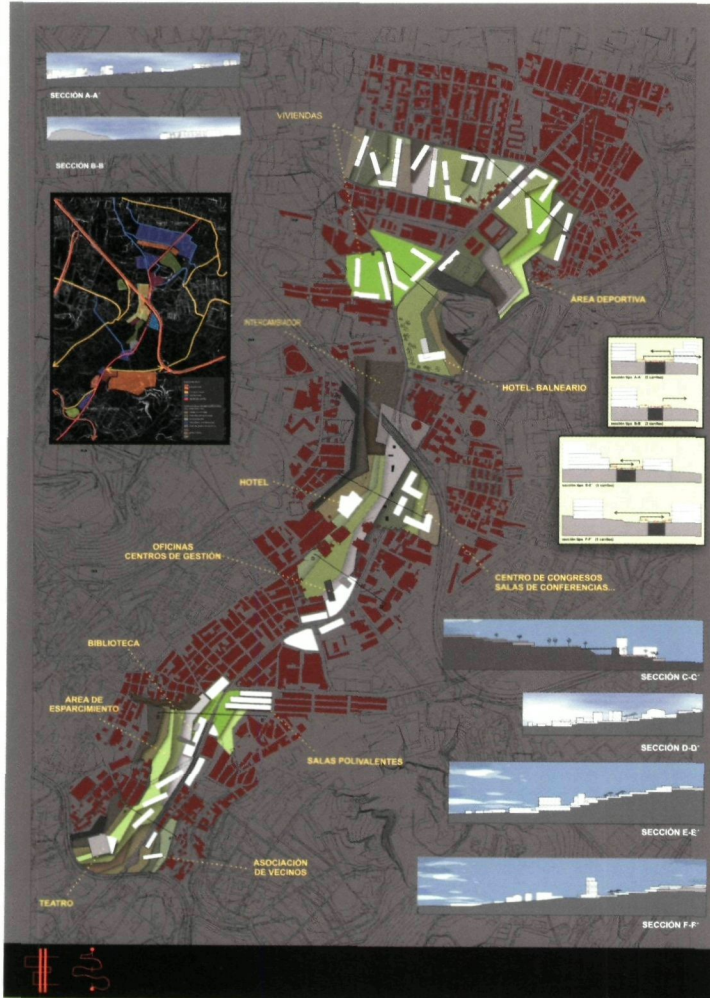 SECCIÓN A-A'
SECCIÓN B-B
VIVIENDAS
ÁREA DEPORTIVA
INTERCAMBIADOR
HOTEL- BALNEARIO
HOTEL
OFICINAS
CENTROS DE GESTIÓN
CENTRO DE CONGRESOS
SALAS DE CONFERENCIAS...
BIBLIOTECA
SECCIÓN C-C'
AREA DE
ESPARCIMIENTO
SECCIÓN D-D'
SALAS POLIVALENTES
SECCIÓN E-E'
ASOCIACIÓN
DE VECINOS
TEATRO
SECCIÓN F-F'